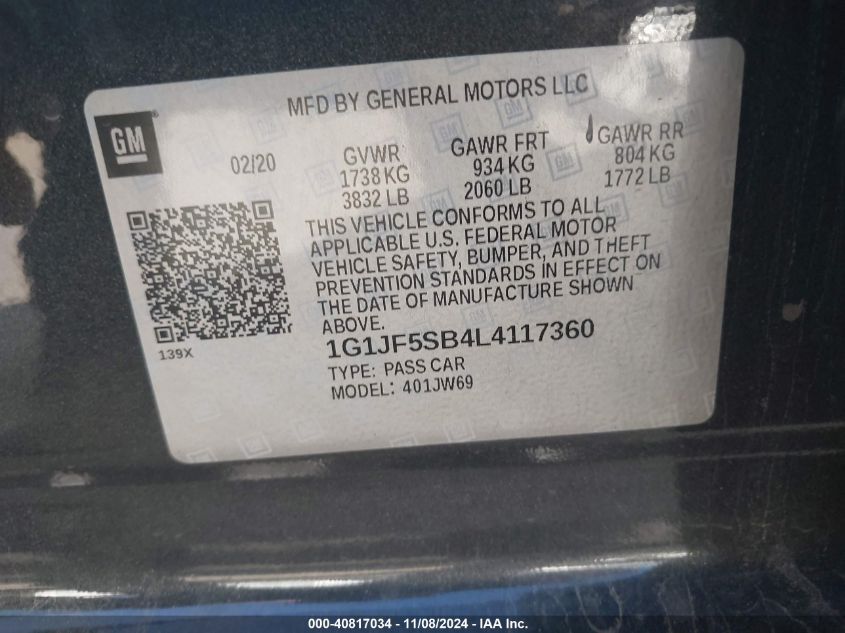 MFD BY GENERAL MOTORS LLC
GM
02/20
GVWR
1738 KG
3832 LB
GAWR FRT
934 KG
2060 LB
GAWR RR
804 KG
1772 LB
THIS VEHICLE CONFORMS TO ALL
APPLICABLE U.S. FEDERAL MOTOR
VEHICLE SAFETY, BUMPER, AND THEFT
PREVENTION STANDARDS IN EFFECT ON
THE DATE OF MANUFACTURE SHOWN
ABOVE.
139X
1G1JF5SB4L4117360
TYPE: PASS CAR
MODEL: 401JW69
000-40817034 - 11/08/2024 - IAA Inc.